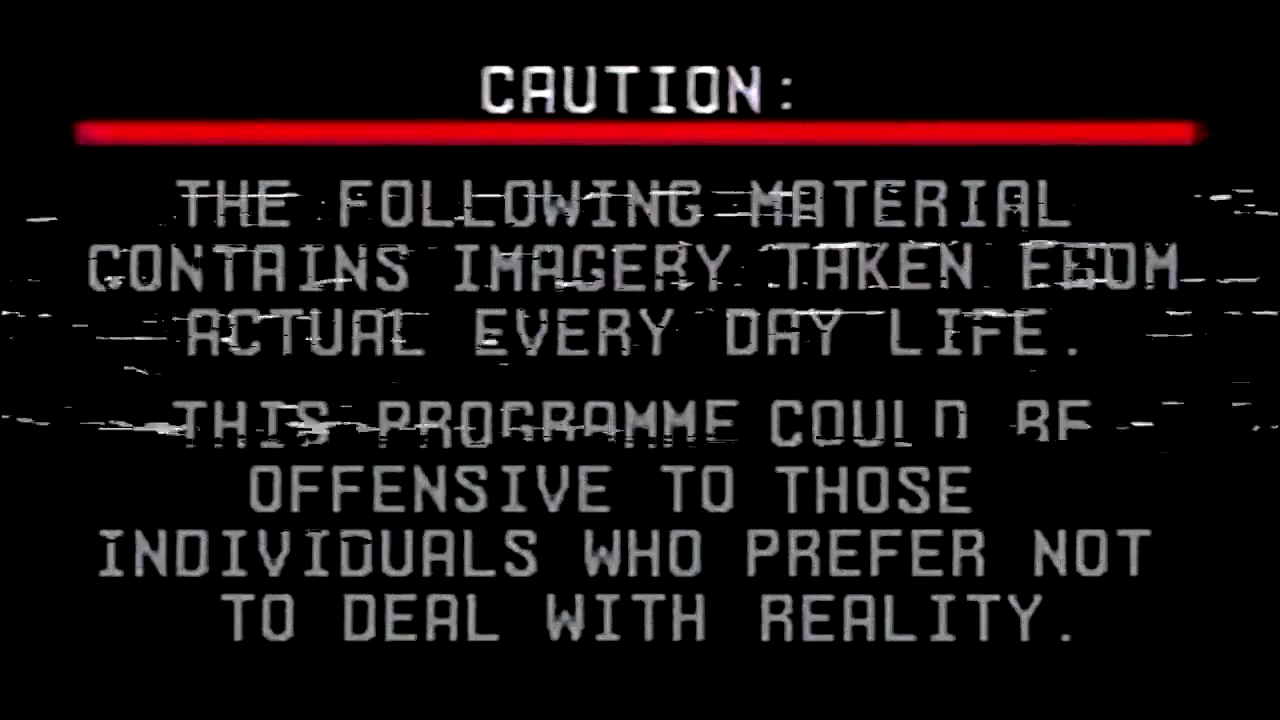 CAUTION:
THE FOLLOWING MATERIAL
CONTAINS IMAGERY TAKEN FROM
ACTUAL EVERY DAY LIFE.
THIS PROGRAMME COULD BE
OFFENSIVE TO THOSE
INDIVIDUALS WHO PREFER NOT
TO DEAL WITH REALITY.